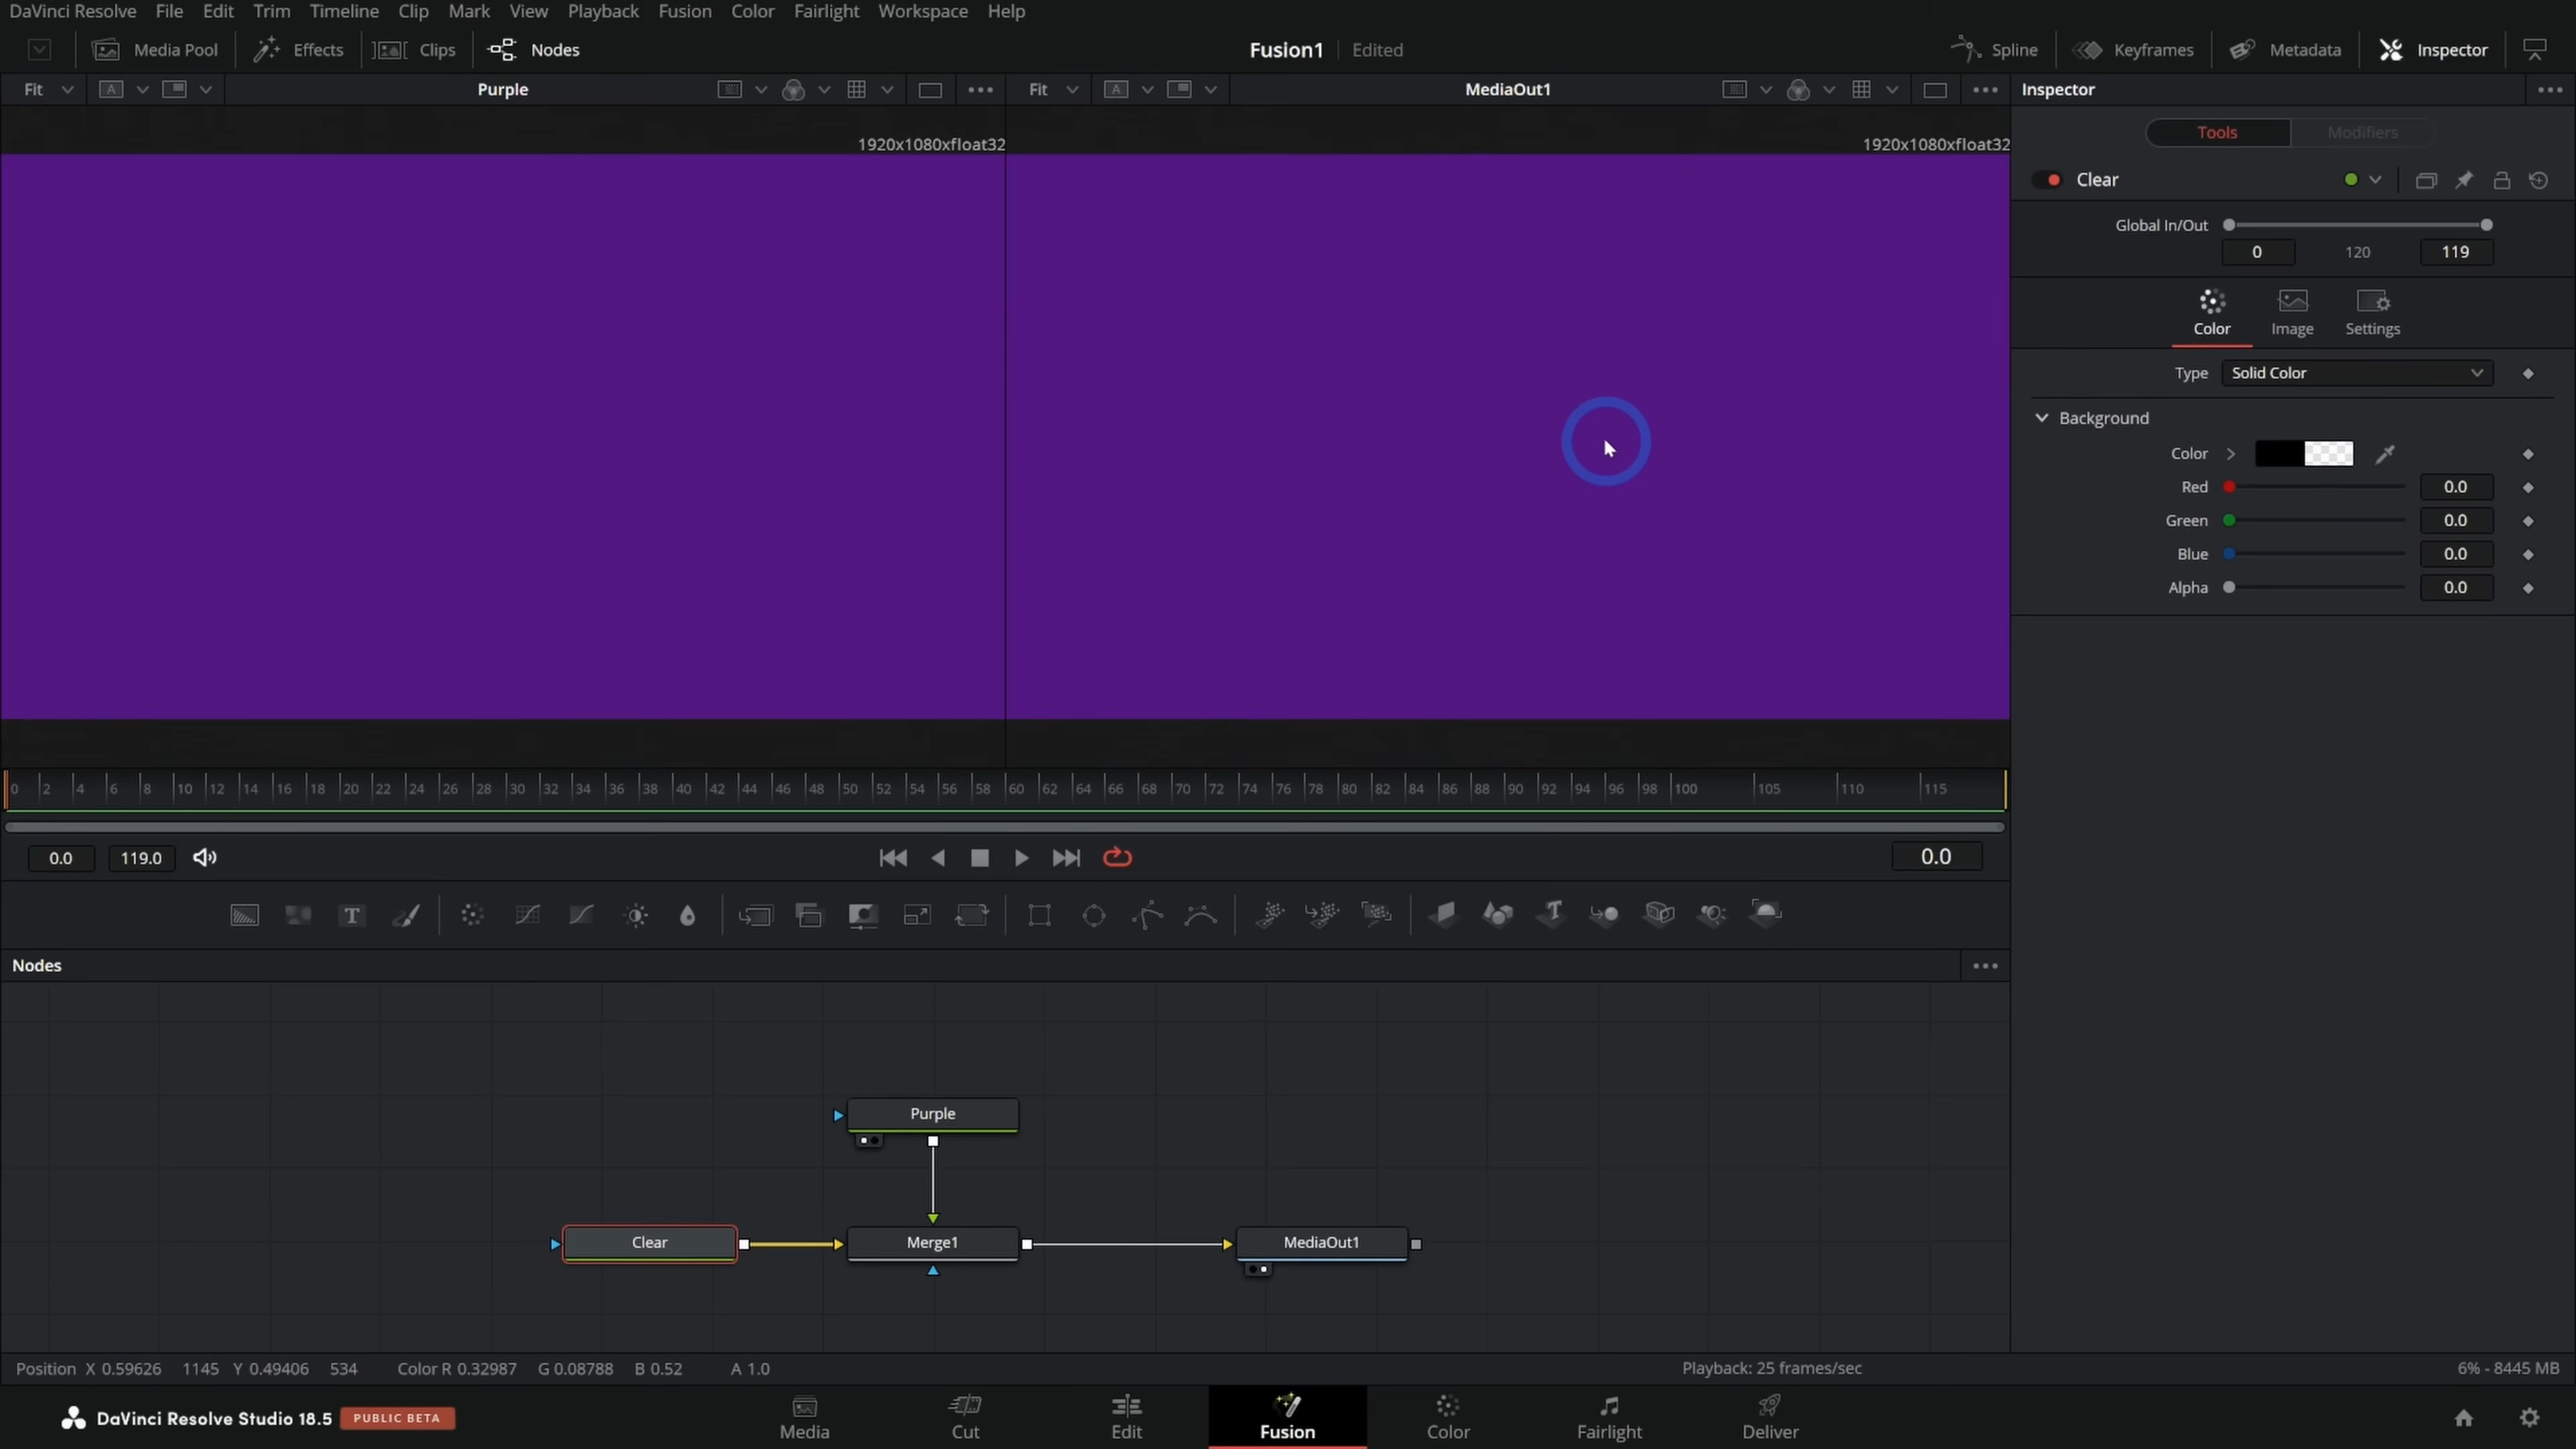 DaVinci Resolve File Edit Trim Timeline Clip Mark View Playback Fusion Color Fairlight Workspace Help
Media Pool Effects Clips Nodes Fusion1 Edited Spline Keyframes Metadata Inspector
Fit A Purple Fit A MediaOut1 Inspector
1920x1080xfloat32 1920x1080xfloat32
Tools Modifiers
Clear
Global In/Out
0 120 119
Color Image Settings
Type Solid Color
Background
Color
Red 0.0
Green 0.0
Blue 0.0
Alpha 0.0
0 2 4 6 8 10 12 14 16 18 20 22 24 26 28 30 32 34 36 38 40 42 44 46 48 50 52 54 56 58 60 62 64 66 68 70 72 74 76 78 80 82 84 86 88 90 92 94 96 98 100 105 110 115
0.0 119.0 0.0
T T
Nodes
Purple
Clear Merge1 MediaOut1
Position X 0.59626 1145 Y 0.49406 534 Color R 0.32987 G 0.08788 B 0.52 A 1.0 Playback: 25 frames/sec 6% - 8445 MB
DaVinci Resolve Studio 18.5 PUBLIC BETA
Media Cut Edit Fusion Color Fairlight Deliver